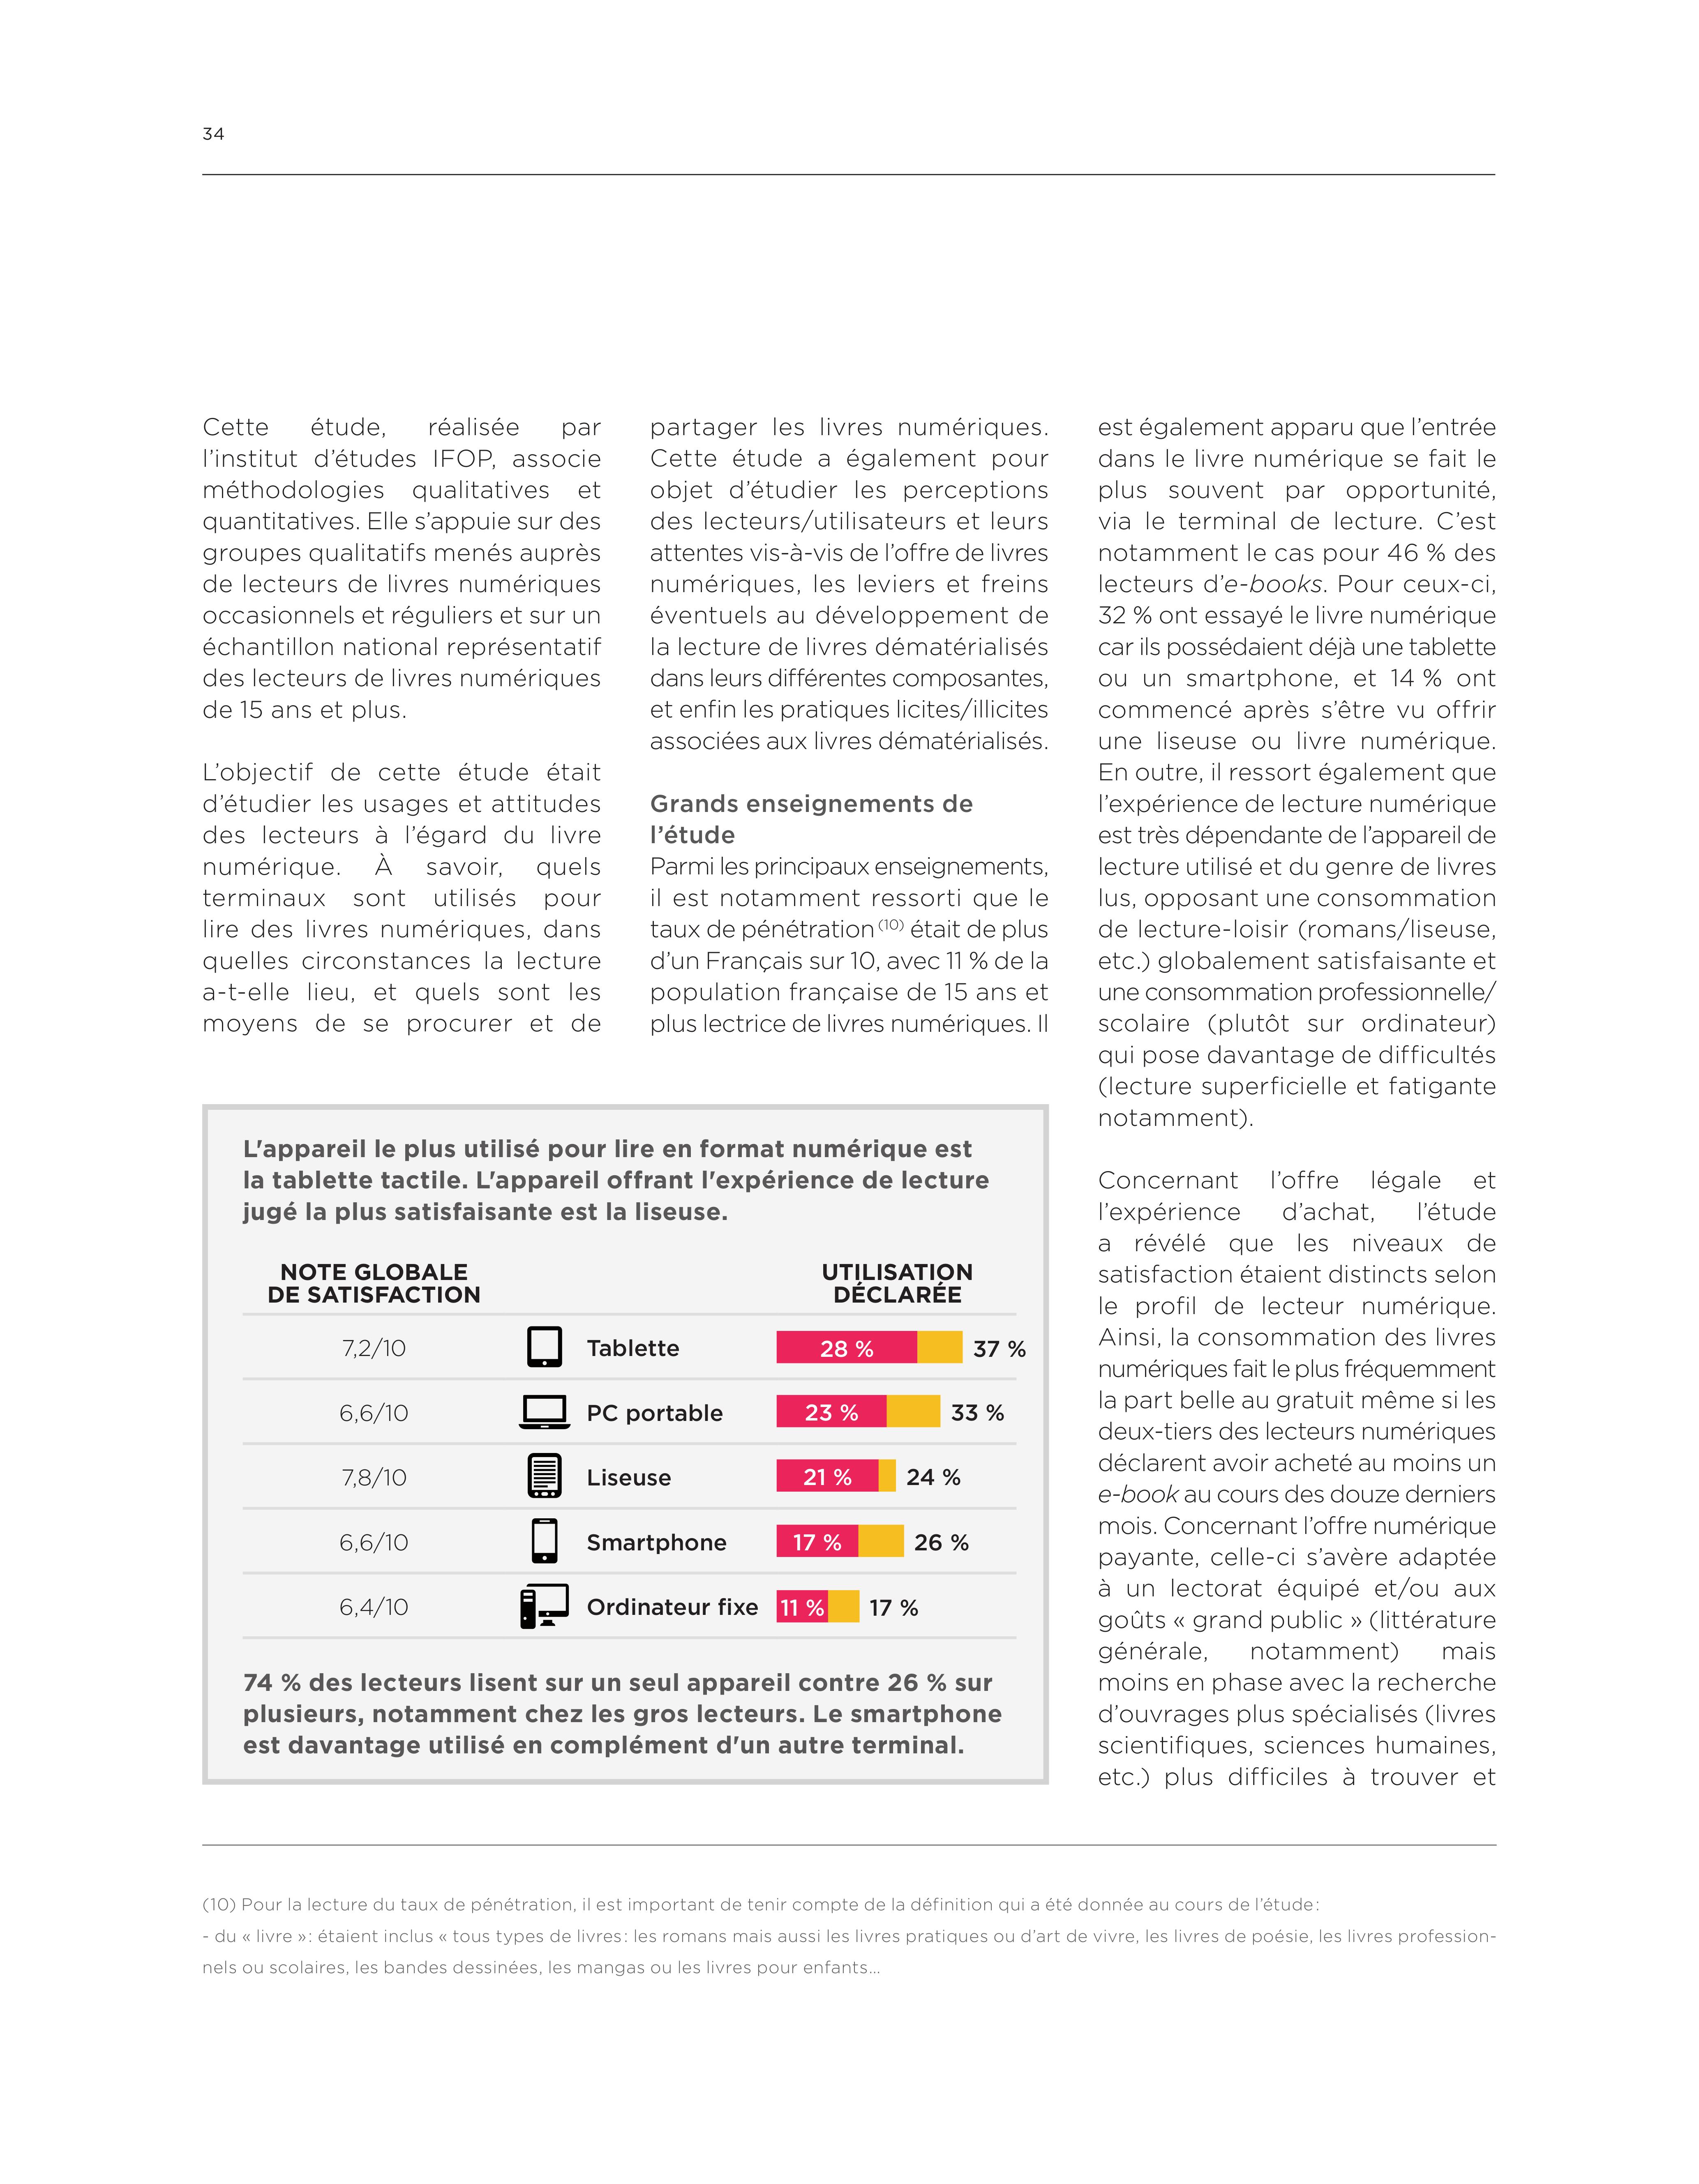 34
Cette étude, réalisée par
l’institut d’études IFOP, associe
méthodologies qualitatives et
quantitatives. Elle s’appuie sur des
groupes qualitatifs menés auprès
de lecteurs de livres numériques
occasionnels et réguliers et sur un
échantillon national représentatif
des lecteurs de livres numériques
de 15 ans et plus.
L’objectif de cette étude était
d’étudier les usages et attitudes
des lecteurs à l’égard du livre
numérique. À savoir, quels
terminaux sont utilisés pour
lire des livres numériques, dans
quelles circonstances la lecture
a-t-elle lieu, et quels sont les
moyens de se procurer et de
partager les livres numériques.
Cette étude a également pour
objet d’étudier les perceptions
des lecteurs/utilisateurs et leurs
attentes vis-à-vis de l’offre de livres
numériques, les leviers et freins
éventuels au développement de
la lecture de livres dématérialisés
dans leurs différentes composantes,
et enfin les pratiques licites/illicites
associées aux livres dématérialisés.
Grands enseignements de
l’étude
Parmi les principaux enseignements,
il est notamment ressorti que le
taux de pénétration (10) était de plus
d’un Français sur 10, avec 11 % de la
population française de 15 ans et
plus lectrice de livres numériques. Il
est également apparu que l’entrée
dans le livre numérique se fait le
plus souvent par opportunité,
via le terminal de lecture. C’est
notamment le cas pour 46 % des
lecteurs d’e-books. Pour ceux-ci,
32 % ont essayé le livre numérique
car ils possédaient déjà une tablette
ou un smartphone, et 14 % ont
commencé après s’être vu offrir
une liseuse ou livre numérique.
En outre, il ressort également que
l’expérience de lecture numérique
est très dépendante de l’appareil de
lecture utilisé et du genre de livres
lus, opposant une consommation
de lecture-loisir (romans/liseuse,
etc.) globalement satisfaisante et
une consommation professionnelle/
scolaire (plutôt sur ordinateur)
qui pose davantage de difficultés
(lecture superficielle et fatigante
notamment).
Concernant l’offre légale et
l’expérience d’achat, l’étude
a révélé que les niveaux de
satisfaction étaient distincts selon
le profil de lecteur numérique.
Ainsi, la consommation des livres
numériques fait le plus fréquemment
la part belle au gratuit même si les
deux-tiers des lecteurs numériques
déclarent avoir acheté au moins un
e-book au cours des douze derniers
mois. Concernant l’offre numérique
payante, celle-ci s’avère adaptée
à un lectorat équipé et/ou aux
goûts « grand public » (littérature
générale, notamment) mais
moins en phase avec la recherche
d’ouvrages plus spécialisés (livres
scientifiques, sciences humaines,
etc.) plus difficiles à trouver et
L'appareil le plus utilisé pour lire en format numérique est
la tablette tactile. L'appareil offrant l'expérience de lecture
jugé la plus satisfaisante est la liseuse.
NOTE GLOBALE
DE SATISFACTION
UTILISATION
DÉCLARÉE
7,2/10 Tablette 28 % 37 %
6,6/10 PC portable 23 % 33 %
7,8/10 Liseuse 21 % 24 %
6,6/10 Smartphone 17 % 26 %
6,4/10 Ordinateur fixe 11 % 17 %
74 % des lecteurs lisent sur un seul appareil contre 26 % sur
plusieurs, notamment chez les gros lecteurs. Le smartphone
est davantage utilisé en complément d'un autre terminal.
(10) Pour la lecture du taux de pénétration, il est important de tenir compte de la définition qui a été donnée au cours de l’étude :
- du « livre » : étaient inclus « tous types de livres : les romans mais aussi les livres pratiques ou d’art de vivre, les livres de poésie, les livres profession-
nels ou scolaires, les bandes dessinées, les mangas ou les livres pour enfants...